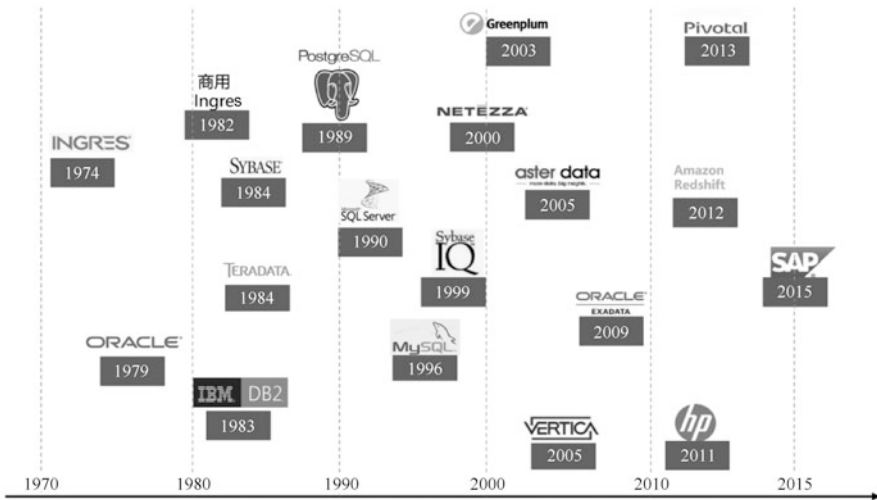 Greenplum
2003
Pivotal
2013
PostgreSQL
1989
商用
Ingres
1982
NETEZZA
2000
INGRES
1974
SYBASE
1984
aster data
2005
Amazon
Redshift
2012
SQL Server
1990
Sybase
IQ
1999
SAP
2015
TERADATA
1984
ORACLE
EXADATA
2009
ORACLE
1979
MySQL
1996
IBM DB2
1983
VERTICA
2005
hp
2011
1970
1980
1990
2000
2010
2015